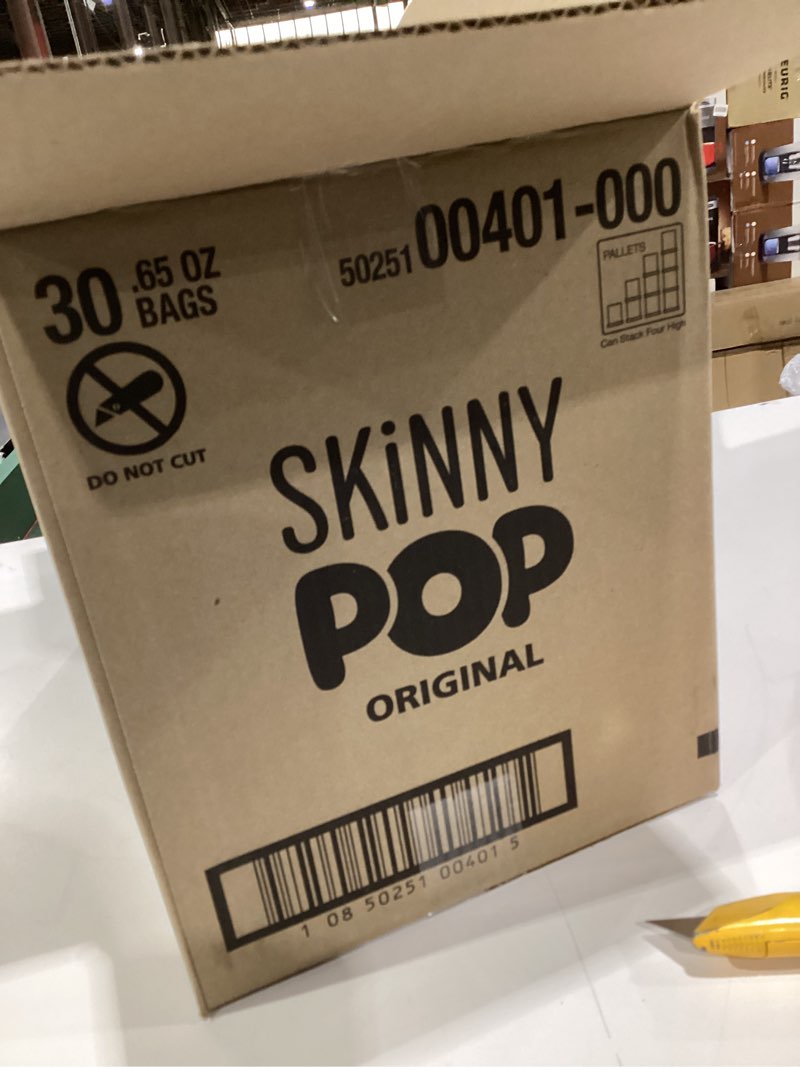 30 .65 OZ
BAGS
50251 00401-000
PALLETS
Can Stack Four High
DO NOT CUT
SKiNNY
POP
ORIGINAL
1 08 50251 00401 5
EURIG